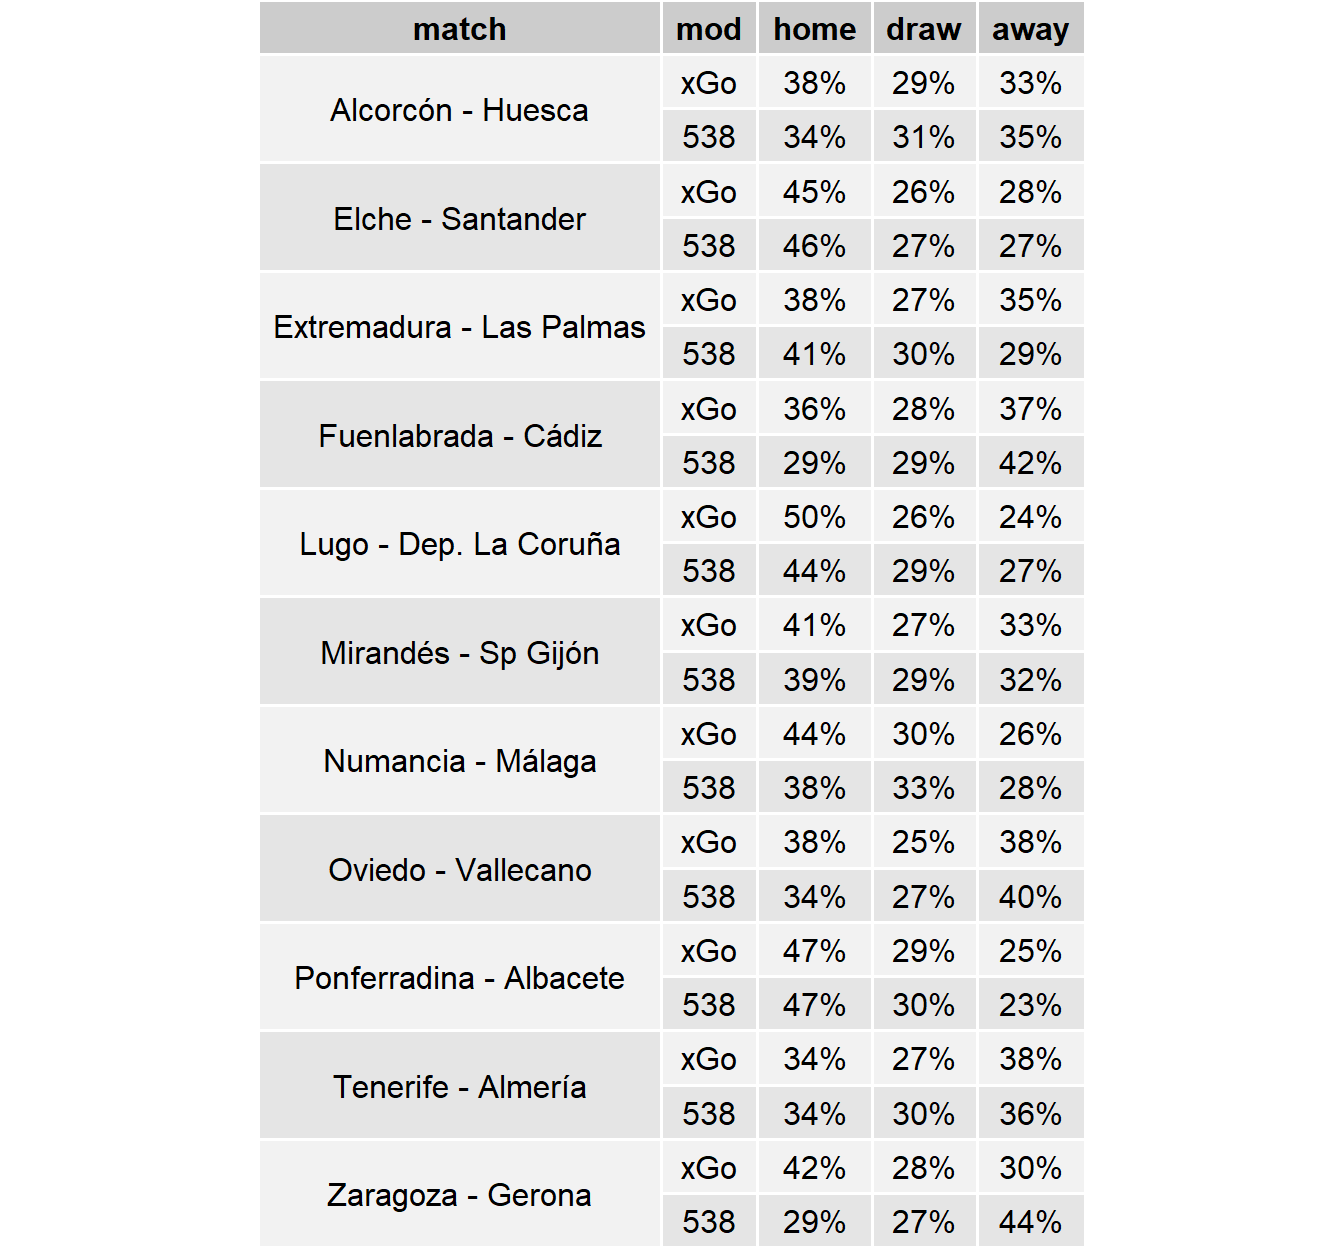 match mod home draw away
Alcorcón - Huesca xGo 38% 29% 33%
538 34% 31% 35%
Elche - Santander xGo 45% 26% 28%
538 46% 27% 27%
Extremadura - Las Palmas xGo 38% 27% 35%
538 41% 30% 29%
Fuenlabrada - Cádiz xGo 36% 28% 37%
538 29% 29% 42%
Lugo - Dep. La Coruña xGo 50% 26% 24%
538 44% 29% 27%
Mirandés - Sp Gijón xGo 41% 27% 33%
538 39% 29% 32%
Numancia - Málaga xGo 44% 30% 26%
538 38% 33% 28%
Oviedo - Vallecano xGo 38% 25% 38%
538 34% 27% 40%
Ponferradina - Albacete xGo 47% 29% 25%
538 47% 30% 23%
Tenerife - Almería xGo 34% 27% 38%
538 34% 30% 36%
Zaragoza - Gerona xGo 42% 28% 30%
538 29% 27% 44%